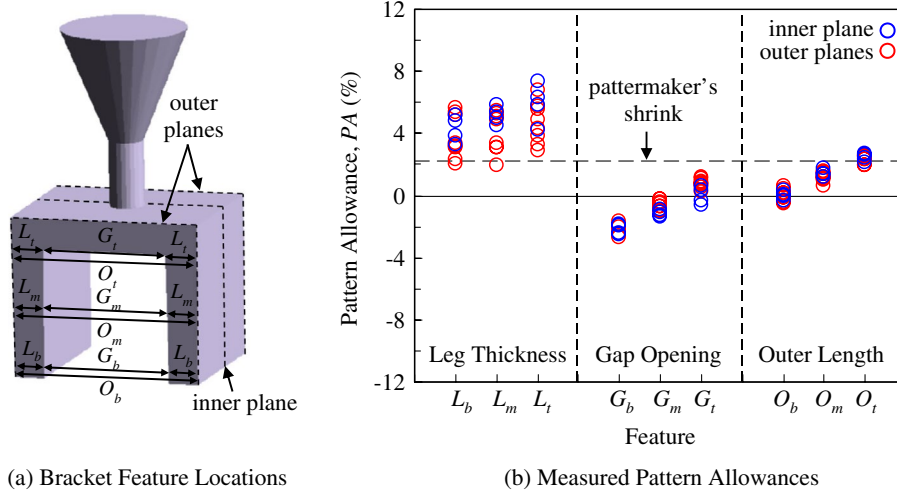 outer
planes
L_t
G_t
L_t
O_t
L_m
G_m
L_m
O_m
L_b
G_b
L_b
O_b
inner plane
(a) Bracket Feature Locations
Pattern Allowance, PA (%)
12
8
4
0
-4
-8
-12
inner plane
outer planes
pattermaker's
shrink
Leg Thickness
Gap Opening
Outer Length
L_b L_m L_t
G_b G_m G_t
O_b O_m O_t
Feature
(b) Measured Pattern Allowances